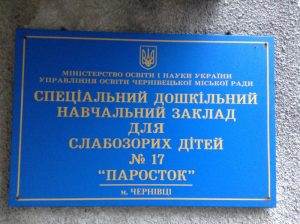 МІНІСТЕРСТВО ОСВІТИ І НАУКИ УКРАЇНИ
УПРАВЛІННЯ ОСВІТИ ЧЕРНІВЕЦЬКОЇ МІСЬКОЇ РАДИ
СПЕЦІАЛЬНИЙ ДОШКІЛЬНИЙ
НАВЧАЛЬНИЙ ЗАКЛАД
ДЛЯ
СЛАБОЗОРИХ ДІТЕЙ
№ 17
"ПАРОСТОК"
м. ЧЕРНІВЦІ